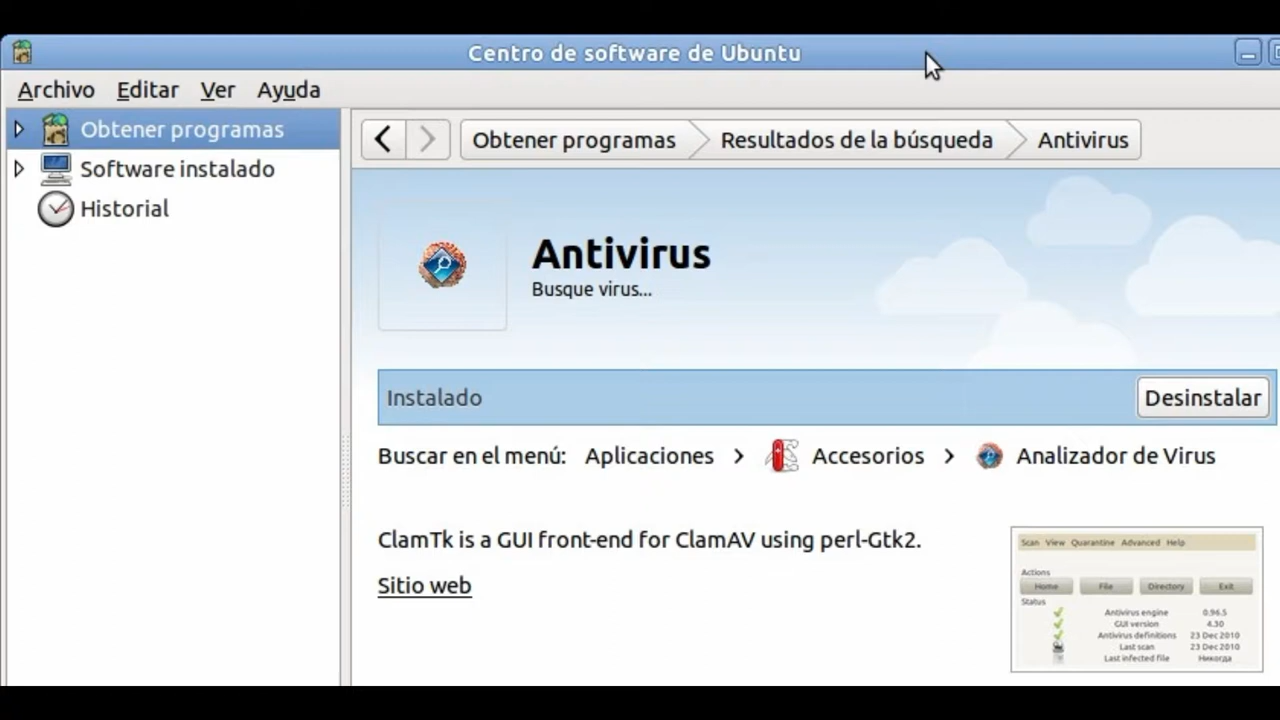 Centro de software de Ubuntu
Archivo Editar Ver Ayuda
Obtener programas
Software instalado
Historial
Obtener programas Resultados de la búsqueda Antivirus
Antivirus
Busque virus...
Instalado Desinstalar
Buscar en el menú: Aplicaciones > Accesorios > Analizador de Virus
ClamTk is a GUI front-end for ClamAV using perl-Gtk2.
Sitio web
Scan View Quarantine Advanced Help
Actions
Home File Directory Exit
Status
Antivirus engine 0.96.5
GUI version 4.30
Antivirus definitions 23 Dec 2010
Last scan 23 Dec 2010
Last infected file Никогда